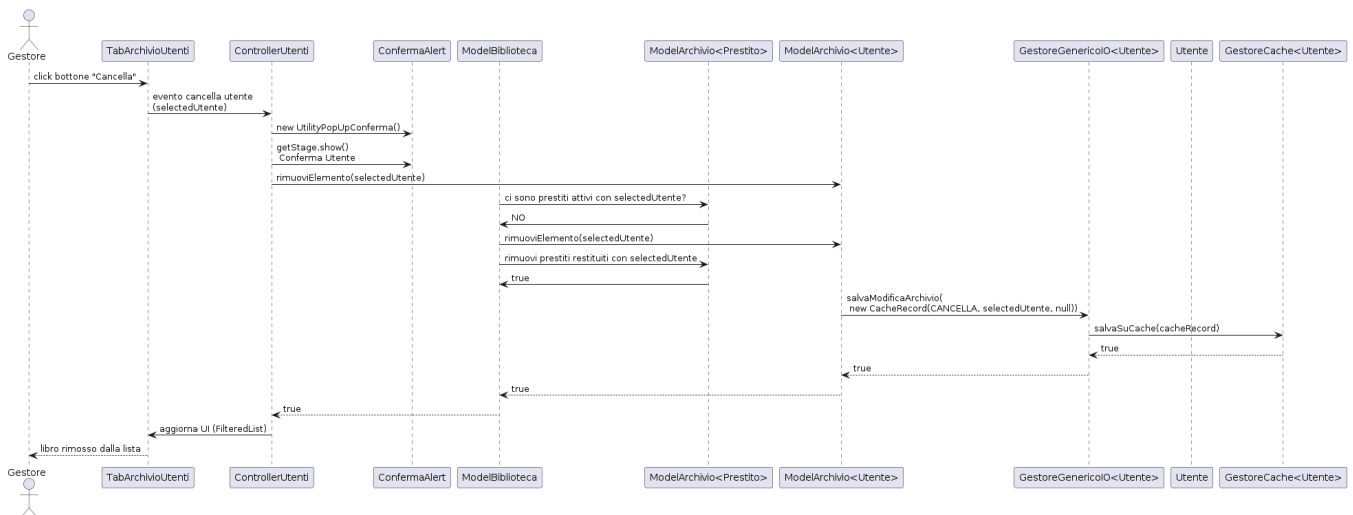 Gestore
TabArchivioUtenti
ControllerUtenti
ConfermaAlert
ModelBiblioteca
ModelArchivio<Prestito>
ModelArchivio<Utente>
GestoreGenericoIO<Utente>
Utente
GestoreCache<Utente>
click bottone "Cancella"
evento cancella utente
(selectedUtente)
new UtilityPopUpConferma()
getStage.show()
Conferma Utente
rimuoviElemento(selectedUtente)
ci sono prestiti attivi con selectedUtente?
NO
rimuoviElemento(selectedUtente)
rimuovi prestiti restituiti con selectedUtente
true
salvaModificaArchivio(
new CacheRecord(CANCELLA, selectedUtente, null))
salvaSuCache(cacheRecord)
true
true
true
true
aggiorna UI (FilteredList)
libro rimosso dalla lista
Gestore
TabArchivioUtenti
ControllerUtenti
ConfermaAlert
ModelBiblioteca
ModelArchivio<Prestito>
ModelArchivio<Utente>
GestoreGenericoIO<Utente>
Utente
GestoreCache<Utente>